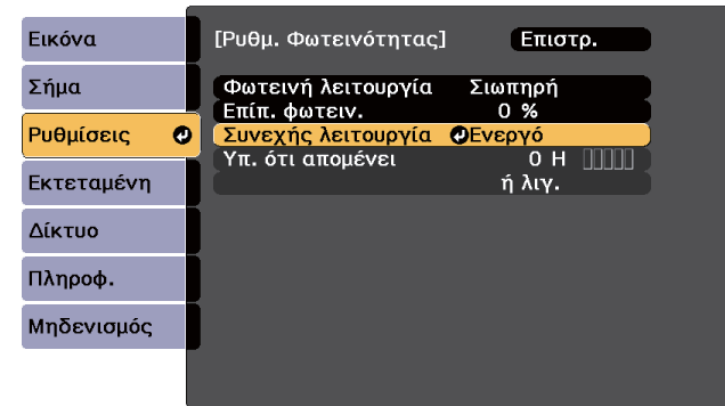 Εικόνα
Σήμα
Ρυθμίσεις
Εκτεταμένη
Δίκτυο
Πληροφ.
Μηδενισμός
[Ρυθμ. Φωτεινότητας] Επιστρ.
Φωτεινή λειτουργία Σιωπηρή
Επίπ. φωτειν. 0 %
Συνεχής λειτουργία Ενεργό
Υπ. ότι απομένει 0 H
ή λιγ.